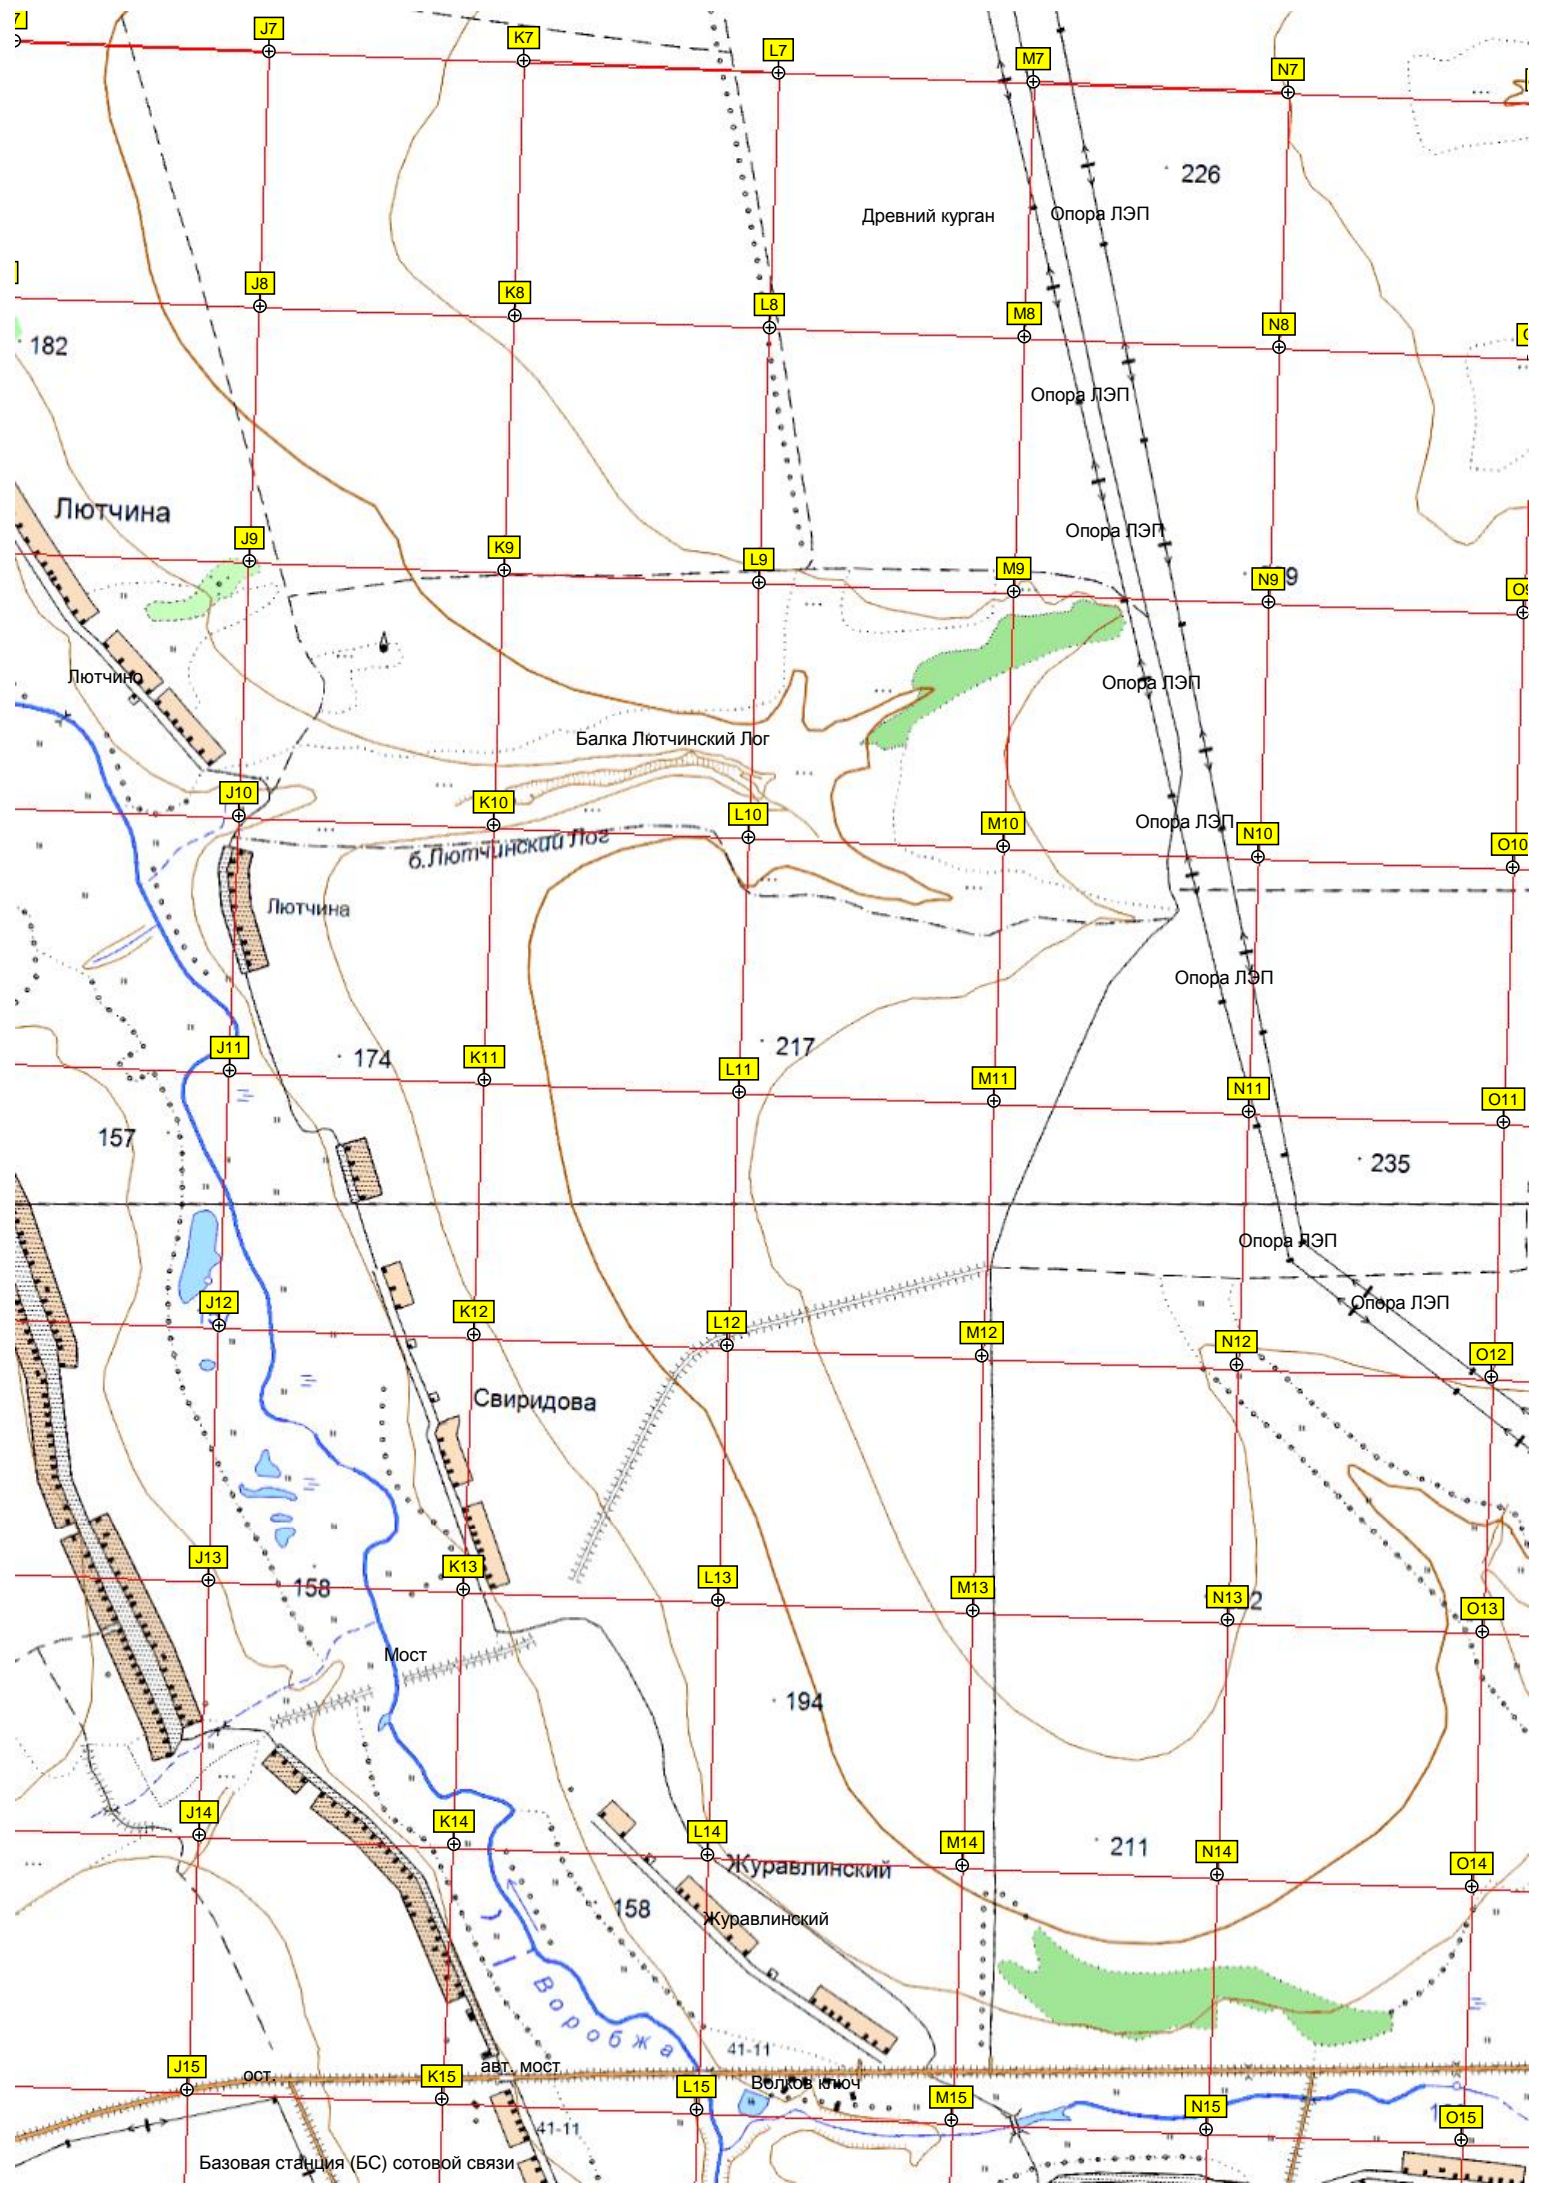 7
J7
K7
L7
M7
N7
226
Древний курган
Опора ЛЭП
J8
K8
L8
M8
N8
182
Опора ЛЭП
Лютчина
Опора ЛЭП
J9
K9
L9
M9
N9
9
Лютчино
Опора ЛЭП
Балка Лютчинский Лог
J10
K10
L10
M10
Опора ЛЭП
N10
O10
б.Лютчинский Лог
Лютчина
Опора ЛЭП
174
217
J11
K11
L11
M11
N11
O11
157
235
Опора ЛЭП
Опора ЛЭП
J12
K12
L12
M12
N12
O12
Свиридова
J13
K13
L13
M13
N13
2
O13
158
Мост
194
J14
K14
L14
M14
N14
O14
211
Журавлинский
158
Журавлинский
Воробжа
41-11
J15
K15
L15
M15
N15
O15
ост.
авт. мост
Волков ключ
41-11
Базовая станция (БС) сотовой связи